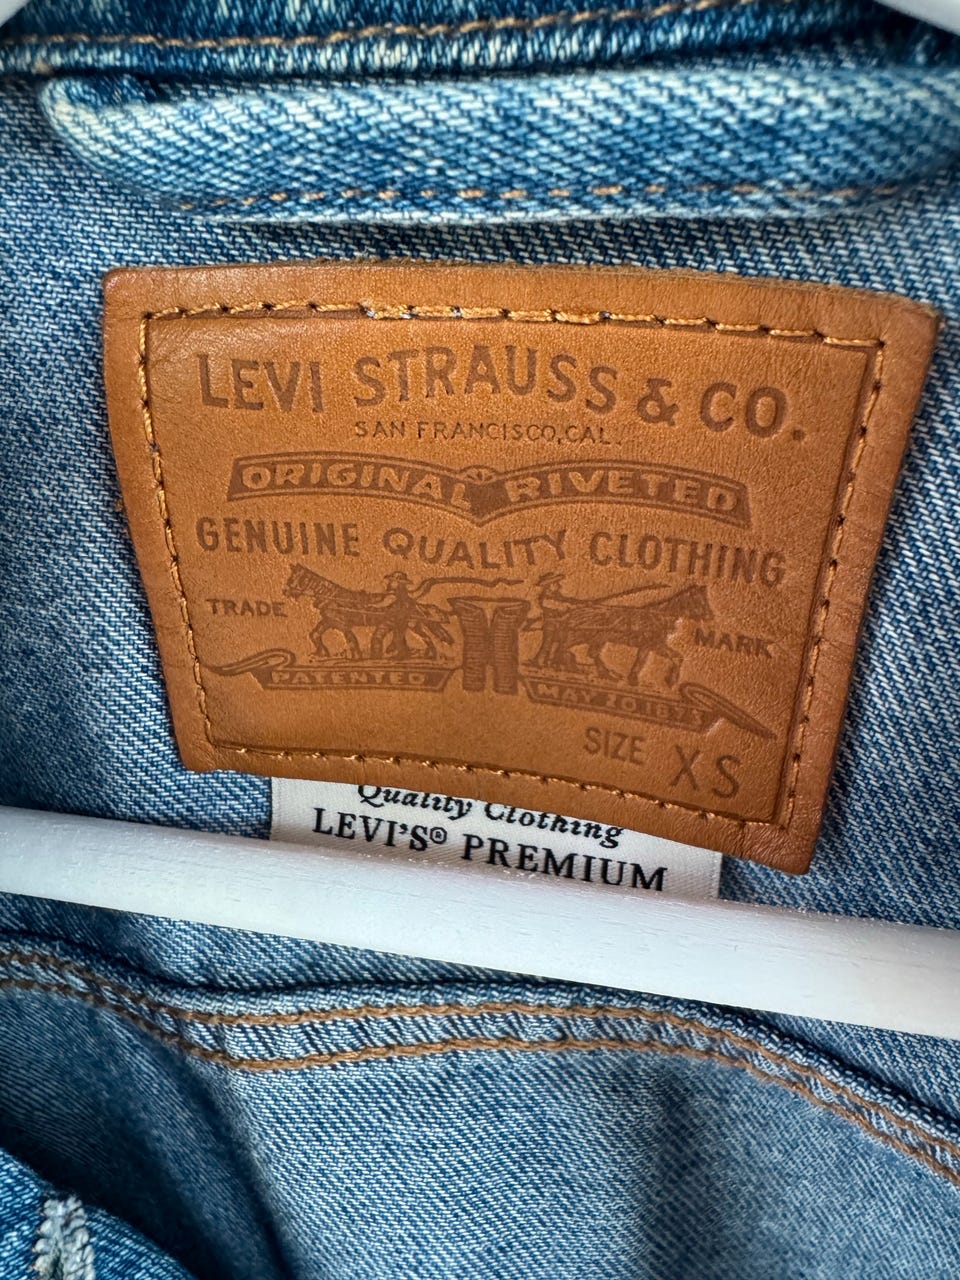 LEVI STRAUSS & CO.
SAN FRANCISCO, CAL.
ORIGINAL RIVETED
GENUINE QUALITY CLOTHING
TRADE MARK
PATENTED MAY 20 1873
SIZE XS
Quality Clothing
LEVI'S® PREMIUM